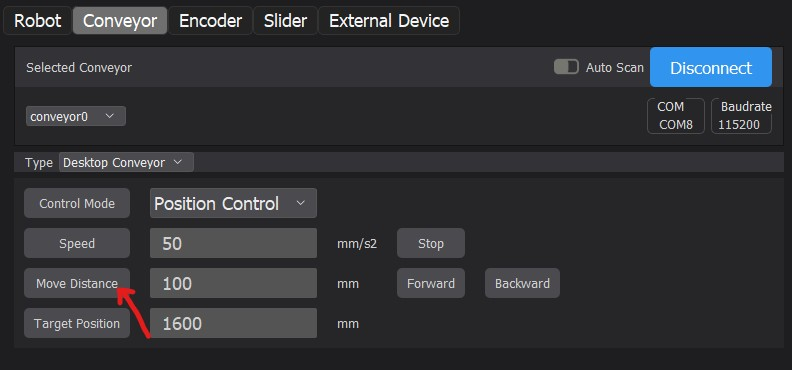 Robot Conveyor Encoder Slider External Device
Selected Conveyor Auto Scan Disconnect
conveyor0 COM COM8 Baudrate 115200
Type Desktop Conveyor
Control Mode Position Control
Speed 50 mm/s2 Stop
Move Distance 100 mm Forward Backward
Target Position 1600 mm